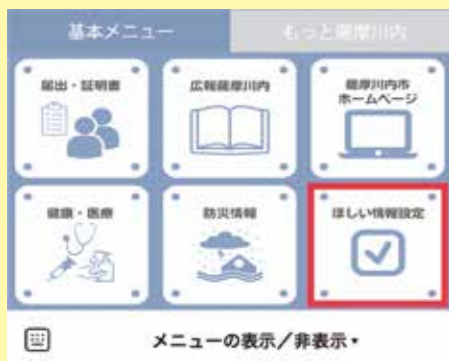 基本メニュー
もっと薩摩川内
届出・証明書
広報薩摩川内
薩摩川内市
ホームページ
健康・医療
防災情報
ほしい情報設定
メニューの表示/非表示▾